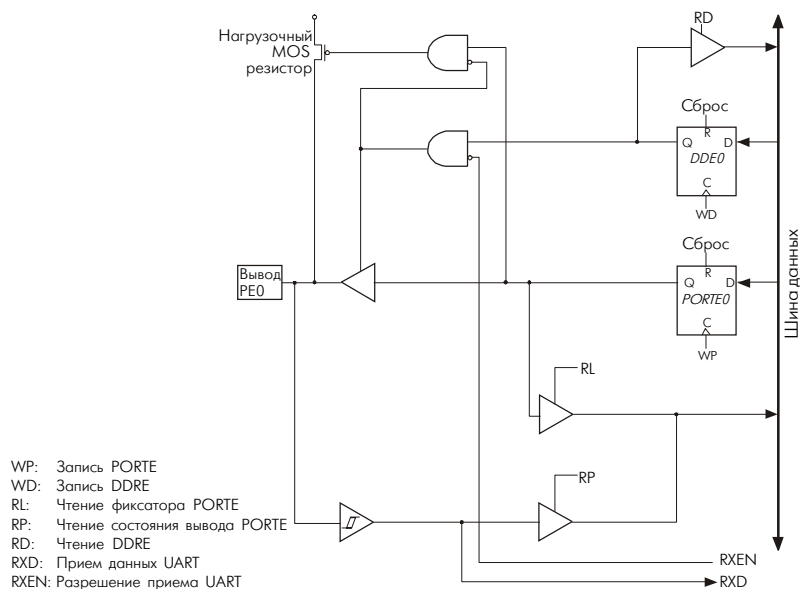 RD
Нагрузочный
MOS
резистор
Сброс
R
Q D
DDE0
C
WD
Сброс
R
Вывод
PE0
Q D
PORTE0
C
WP
Шина данных
RL
RP
WP: Запись PORTE
WD: Запись DDRE
RL: Чтение фиксатора PORTE
RP: Чтение состояния вывода PORTE
RD: Чтение DDRE
RXD: Прием данных UART
RXEN: Разрешение приема UART
RXEN
RXD